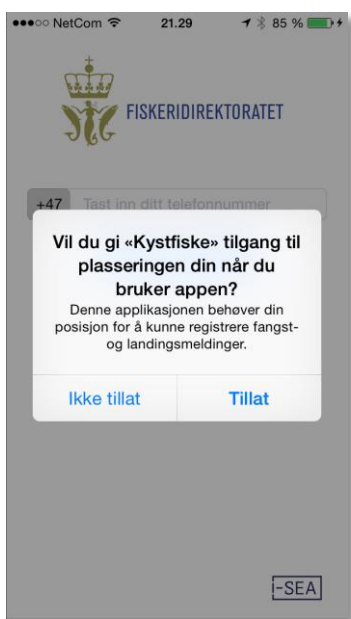 NetCom 21.29 85 %
FISKERIDIREKTORATET
+47 Tast inn ditt telefonnummer
Vil du gi «Kystfiske» tilgang til
plasseringen din når du
bruker appen?
Denne applikasjonen behøver din
posisjon for å kunne registrere fangst-
og landingsmeldinger.
Ikke tillat Tillat
i-SEA